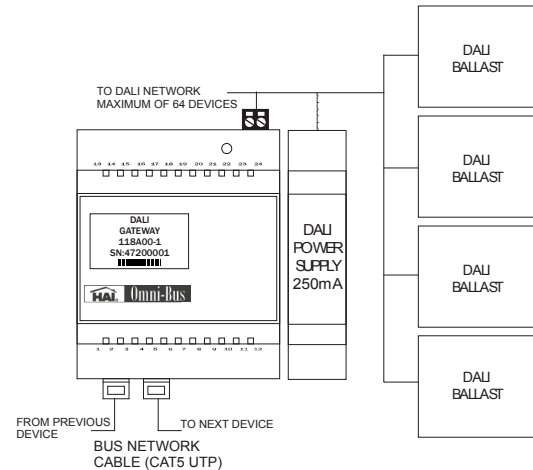 TO DALI NETWORK
MAXIMUM OF 64 DEVICES
13 14 15 16 17 18 19 20 21 22 23 24
DALI
GATEWAY
118A00-1
SN:47200001
HAI. Omni-Bus
1 2 3 4 5 6 7 8 9 10 11 12
DALI
POWER
SUPPLY
250mA
DALI
BALLAST
DALI
BALLAST
DALI
BALLAST
DALI
BALLAST
FROM PREVIOUS
DEVICE
TO NEXT DEVICE
BUS NETWORK
CABLE (CAT5 UTP)